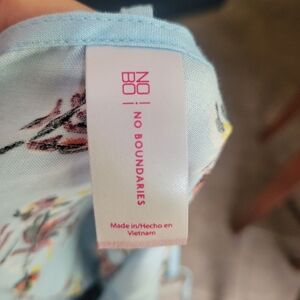 NO
BO
NO BOUNDARIES
Made in/Hecho en
Vietnam